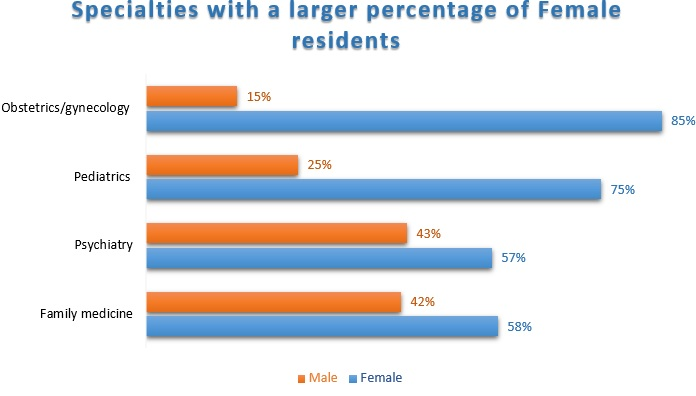 Specialties with a larger percentage of Female
residents
Obstetrics/gynecology
15%
85%
Pediatrics
25%
75%
Psychiatry
43%
57%
Family medicine
42%
58%
Male Female